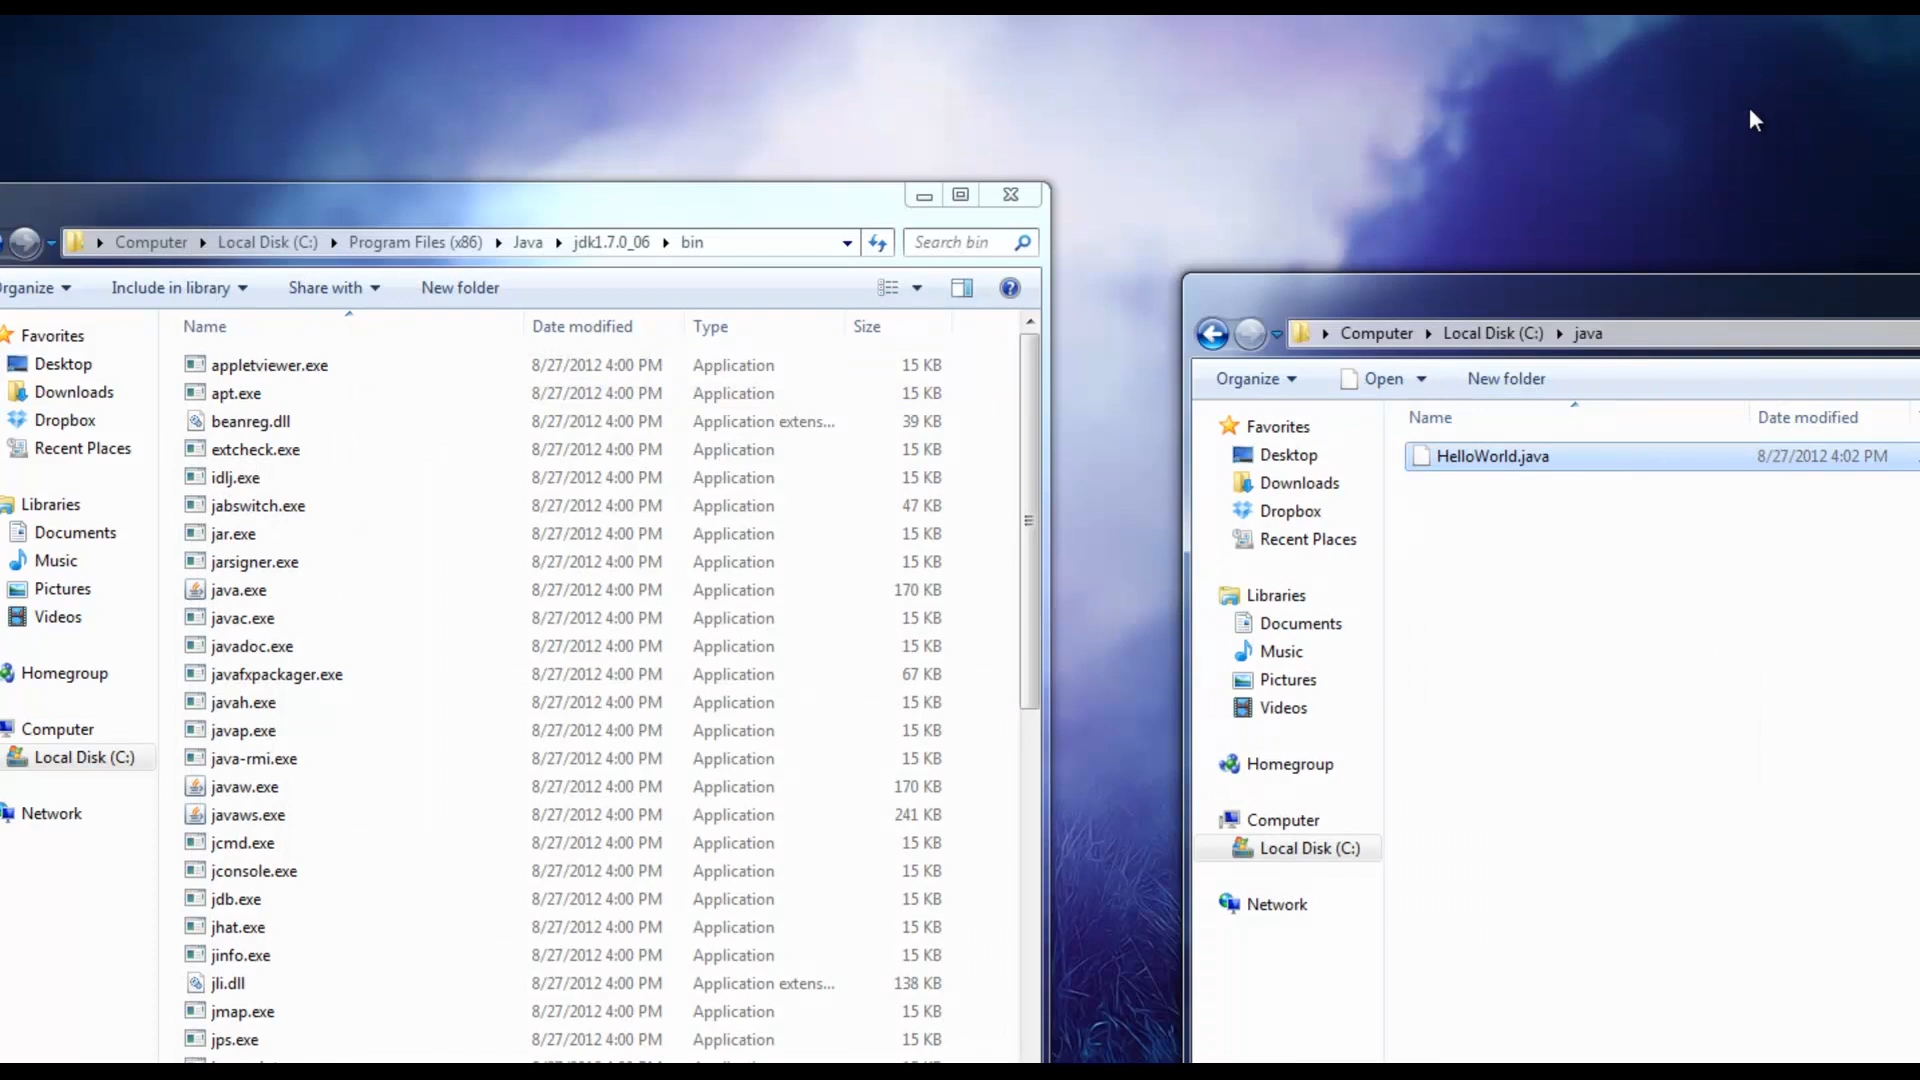 Computer Local Disk (C:) Program Files (x86) Java jdk1.7.0_06 bin Search bin
rganize Include in library Share with New folder
Name Date modified Type Size
Favorites
Desktop
Downloads
Dropbox
Recent Places
Libraries
Documents
Music
Pictures
Videos
Homegroup
Computer
Local Disk (C:)
Network
appletviewer.exe 8/27/2012 4:00 PM Application 15 KB
apt.exe 8/27/2012 4:00 PM Application 15 KB
beanreg.dll 8/27/2012 4:00 PM Application extens... 39 KB
extcheck.exe 8/27/2012 4:00 PM Application 15 KB
idlj.exe 8/27/2012 4:00 PM Application 15 KB
jabswitch.exe 8/27/2012 4:00 PM Application 47 KB
jar.exe 8/27/2012 4:00 PM Application 15 KB
jarsigner.exe 8/27/2012 4:00 PM Application 15 KB
java.exe 8/27/2012 4:00 PM Application 170 KB
javac.exe 8/27/2012 4:00 PM Application 15 KB
javadoc.exe 8/27/2012 4:00 PM Application 15 KB
javafxpackager.exe 8/27/2012 4:00 PM Application 67 KB
javah.exe 8/27/2012 4:00 PM Application 15 KB
javap.exe 8/27/2012 4:00 PM Application 15 KB
java-rmi.exe 8/27/2012 4:00 PM Application 15 KB
javaw.exe 8/27/2012 4:00 PM Application 170 KB
javaws.exe 8/27/2012 4:00 PM Application 241 KB
jcmd.exe 8/27/2012 4:00 PM Application 15 KB
jconsole.exe 8/27/2012 4:00 PM Application 15 KB
jdb.exe 8/27/2012 4:00 PM Application 15 KB
jhat.exe 8/27/2012 4:00 PM Application 15 KB
jinfo.exe 8/27/2012 4:00 PM Application 15 KB
jli.dll 8/27/2012 4:00 PM Application extens... 138 KB
jmap.exe 8/27/2012 4:00 PM Application 15 KB
jps.exe 8/27/2012 4:00 PM Application 15 KB
Computer Local Disk (C:) java
Organize Open New folder
Name Date modified
Favorites
Desktop
Downloads
Dropbox
Recent Places
Libraries
Documents
Music
Pictures
Videos
Homegroup
Computer
Local Disk (C:)
Network
HelloWorld.java 8/27/2012 4:02 PM